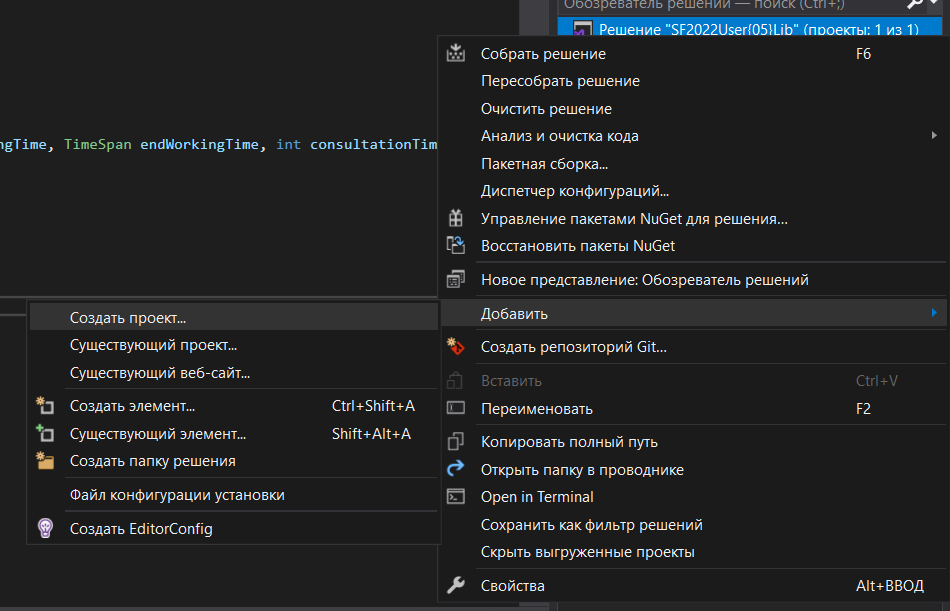 Обозреватель решений — поиск (Ctrl+;)
Решение "SF2022User{05}Lib" (проекты: 1 из 1)
Собрать решение F6
Пересобрать решение
Очистить решение
Анализ и очистка кода
ngTime, TimeSpan endWorkingTime, int consultationTim
Пакетная сборка...
Диспетчер конфигураций...
Управление пакетами NuGet для решения...
Восстановить пакеты NuGet
Новое представление: Обозреватель решений
Добавить
Создать проект...
Существующий проект...
Существующий веб-сайт...
Создать элемент... Ctrl+Shift+A
Существующий элемент... Shift+Alt+A
Создать папку решения
Файл конфигурации установки
Создать EditorConfig
Создать репозиторий Git...
Вставить Ctrl+V
Переименовать F2
Копировать полный путь
Открыть папку в проводнике
Open in Terminal
Сохранить как фильтр решений
Скрыть выгруженные проекты
Свойства Alt+ВВОД